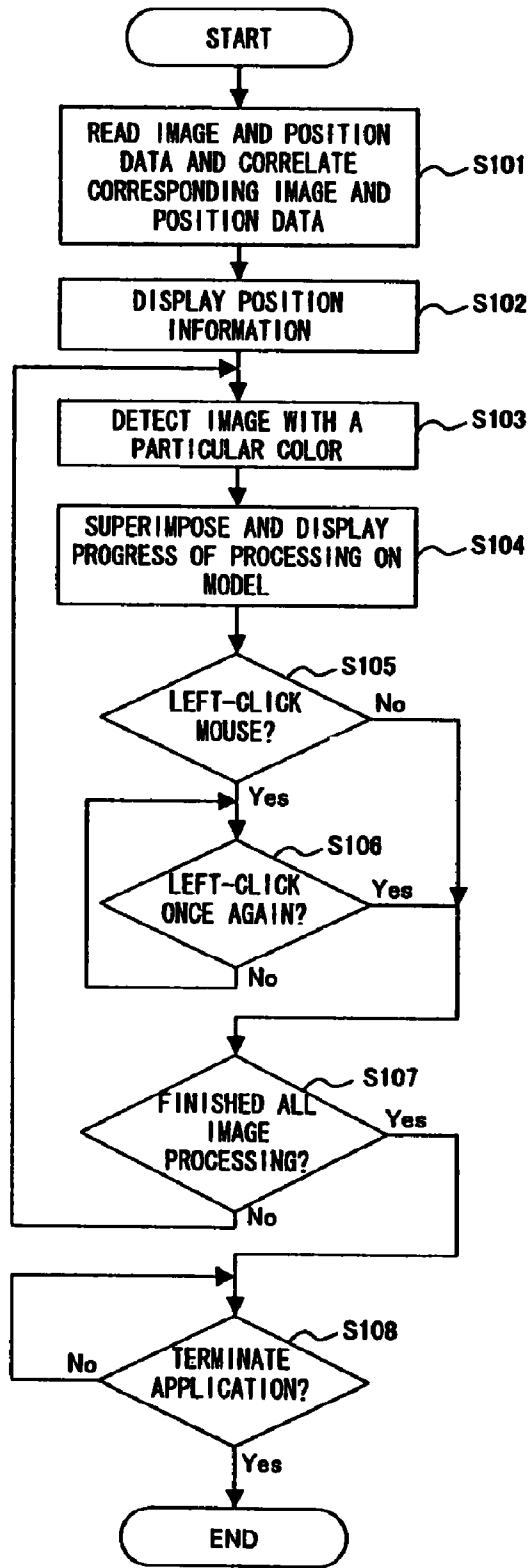 START
READ IMAGE AND POSITION
DATA AND CORRELATE
CORRESPONDING IMAGE AND
POSITION DATA
S101
DISPLAY POSITION
INFORMATION
S102
DETECT IMAGE WITH A
PARTICULAR COLOR
S103
SUPERIMPOSE AND DISPLAY
PROGRESS OF PROCESSING ON
MODEL
S104
S105
LEFT-CLICK
MOUSE?
No
Yes
S106
LEFT-CLICK
ONCE AGAIN?
Yes
No
S107
FINISHED ALL
IMAGE
PROCESSING?
Yes
No
S108
TERMINATE
APPLICATION?
No
Yes
END